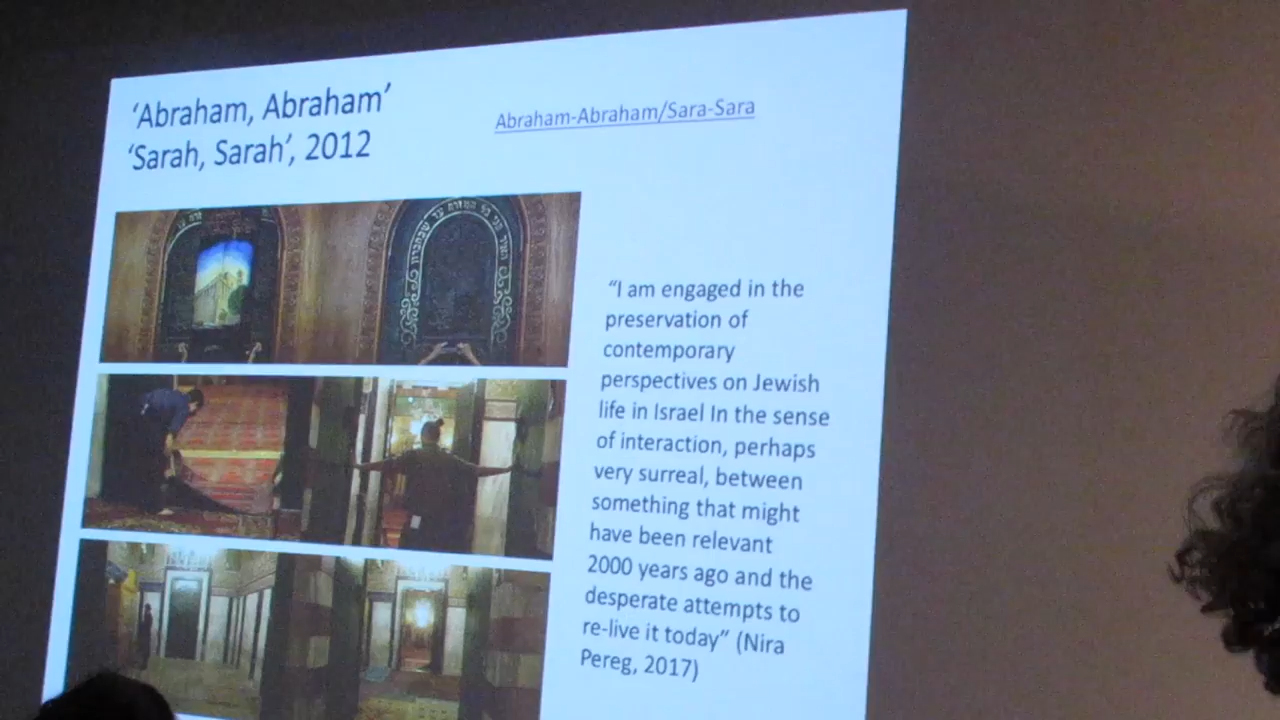 ‘Abraham, Abraham’
‘Sarah, Sarah’, 2012
Abraham-Abraham/Sara-Sara
“I am engaged in the
preservation of
contemporary
perspectives on Jewish
life in Israel In the sense
of interaction, perhaps
very surreal, between
something that might
have been relevant
2000 years ago and the
desperate attempts to
re-live it today” (Nira
Pereg, 2017)